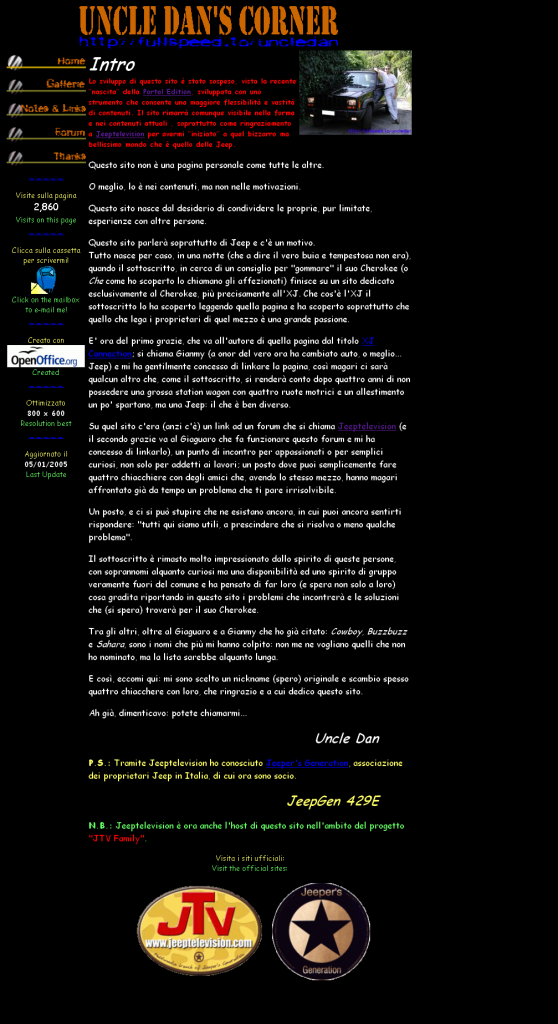 UNCLE DAN'S CORNER
http://fullspeed.to/uncledan
Home
Gallerie
Notes & Links
Forum
Thanks
Visite sulla pagina
2,860
Visits on this page
Clicca sulla cassetta
per scrivermi!
Click on the mailbox
to e-mail me!
Creato con
OpenOffice.org
Created
Ottimizzato
800 x 600
Resolution best
Aggiornato il
05/01/2005
Last Update
Intro
Lo sviluppo di questo sito è stato sospeso, vista la recente
"nascita" della Portal Edition, sviluppata con uno
strumento che consente una maggiore flessibilità e vastità
di contenuti. Il sito rimarrà comunque visibile nella forma
e nei contenuti attuali... soprattutto come ringraziamento
a Jeeptelevision per avermi "iniziato" a quel bizzarro ma
bellissimo mondo che è quello delle Jeep.
Questo sito non è una pagina personale come tutte le altre.
O meglio, lo è nei contenuti, ma non nelle motivazioni.
Questo sito nasce dal desiderio di condividere le proprie, pur limitate,
esperienze con altre persone.
Questo sito parlerà soprattutto di Jeep e c'è un motivo.
Tutto nasce per caso, in una notte (che a dire il vero buia e tempestosa non era),
quando il sottoscritto, in cerca di un consiglio per "gommare" il suo Cherokee (o
Che come ho scoperto lo chiamano gli affezionati) finisce su un sito dedicato
esclusivamente al Cherokee, più precisamente all'XJ. Che cos'è l'XJ il
sottoscritto lo ha scoperto leggendo quella pagina e ha scoperto soprattutto che
quello che lega i proprietari di quel mezzo è una grande passione.
E' ora del primo grazie, che va all'autore di quella pagina dal titolo XJ
Connection: si chiama Gianmy (a onor del vero ora ha cambiato auto, o meglio...
Jeep) e mi ha gentilmente concesso di linkare la pagina, così magari ci sarà
qualcun altro che, come il sottoscritto, si renderà conto dopo quattro anni di non
possedere una grossa station wagon con quattro ruote motrici e un allestimento
un po' spartano, ma una Jeep: il che è ben diverso.
Su quel sito c'era (anzi c'è) un link ad un forum che si chiama Jeeptelevision (e
il secondo grazie va al Giaguaro che fa funzionare questo forum e mi ha
concesso di linkarlo), un punto di incontro per appassionati o per semplici
curiosi, non solo per addetti ai lavori; un posto dove puoi semplicemente fare
quattro chiacchiere con degli amici che, avendo lo stesso mezzo, hanno magari
affrontato già da tempo un problema che ti pare irrisolvibile.
Un posto, e ci si può stupire che ne esistano ancora, in cui puoi ancora sentirti
rispondere: "tutti qui siamo utili, a prescindere che si risolva o meno qualche
problema".
Il sottoscritto è rimasto molto impressionato dallo spirito di queste persone,
con soprannomi alquanto curiosi ma una disponibilità ed uno spirito di gruppo
veramente fuori del comune e ha pensato di far loro (e spera non solo a loro)
cosa gradita riportando in questo sito i problemi che incontrerà e le soluzioni
che (si spera) troverà per il suo Cherokee.
Tra gli altri, oltre al Giaguaro e a Gianmy che ho già citato: Cowboy, Buzzbuzz
e Sahara, sono i nomi che più mi hanno colpito: non me ne vogliano quelli che non
ho nominato, ma la lista sarebbe alquanto lunga.
E così, eccomi qui: mi sono scelto un nickname (spero) originale e scambio spesso
quattro chiacchere con loro, che ringrazio e a cui dedico questo sito.
Ah già, dimenticavo: potete chiamarmi...
Uncle Dan
P.S.: Tramite Jeeptelevision ho conosciuto Jeeper's Generation, associazione
dei proprietari Jeep in Italia, di cui ora sono socio.
JeepGen 429E
N.B.: Jeeptelevision è ora anche l'host di questo sito nell'ambito del progetto
"JTV Family".
Visita i siti ufficiali:
Visit the official sites:
JTV
www.jeeptelevision.com
Jeeper's
Generation